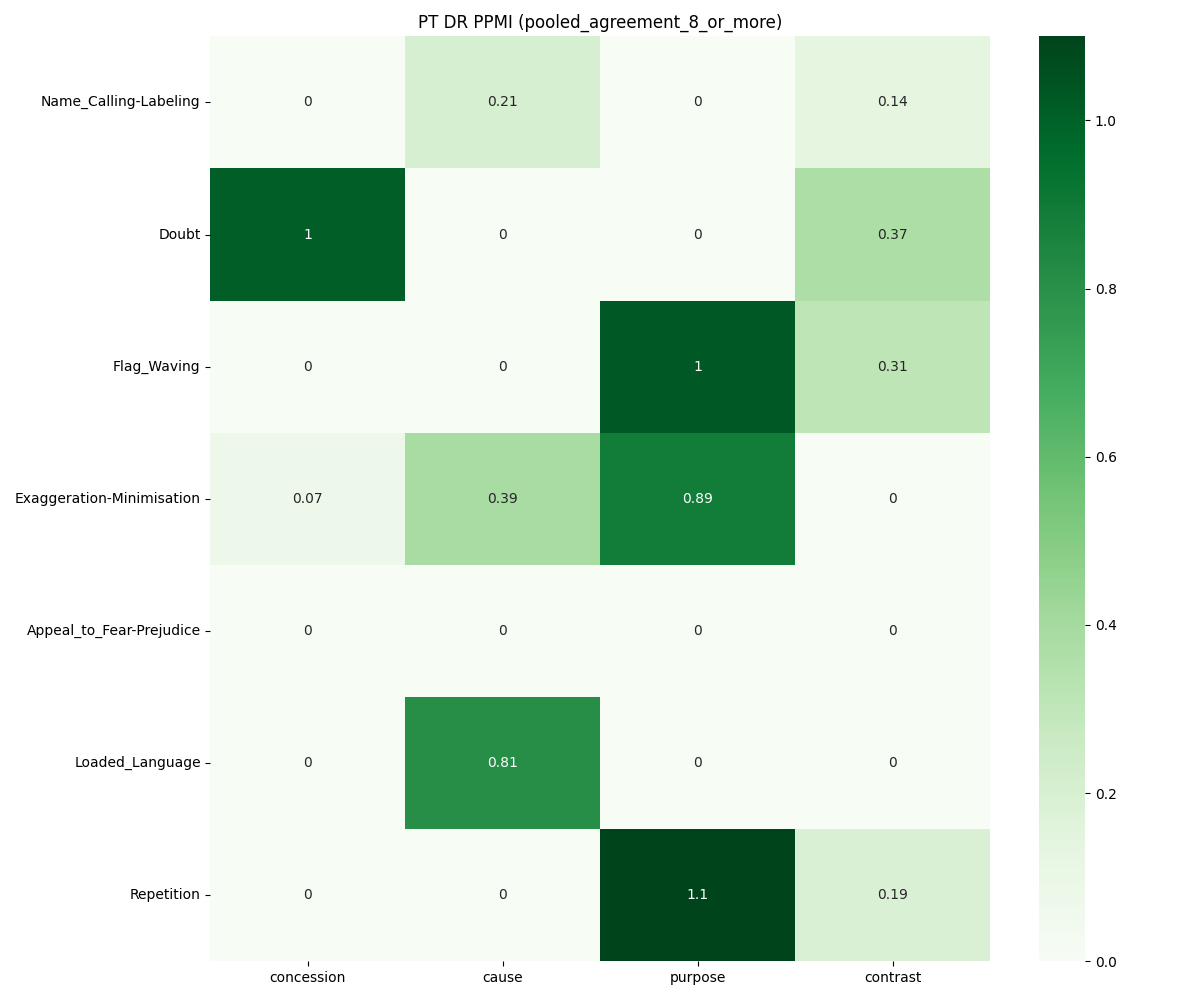 PT DR PPMI (pooled_agreement_8_or_more)
Name_Calling-Labeling 0 0.21 0 0.14
Doubt 1 0 0 0.37
Flag_Waving 0 0 1 0.31
Exaggeration-Minimisation 0.07 0.39 0.89 0
Appeal_to_Fear-Prejudice 0 0 0 0
Loaded_Language 0 0.81 0 0
Repetition 0 0 1.1 0.19
concession cause purpose contrast
1.0
0.8
0.6
0.4
0.2
0.0